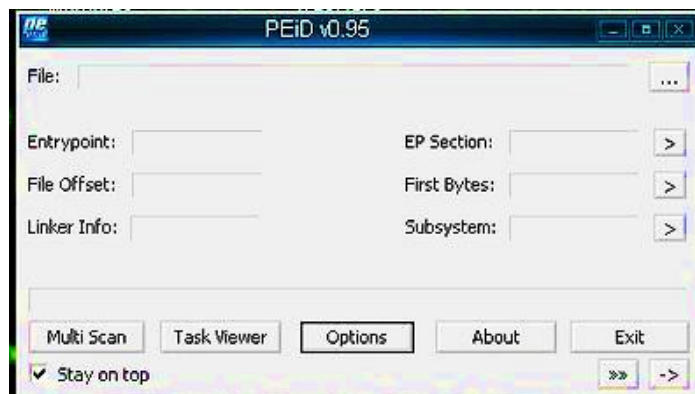 PEiD v0.95
File: ...
Entrypoint: EP Section: >
File Offset: First Bytes: >
Linker Info: Subsystem: >
Multi Scan Task Viewer Options About Exit
Stay on top »» ->